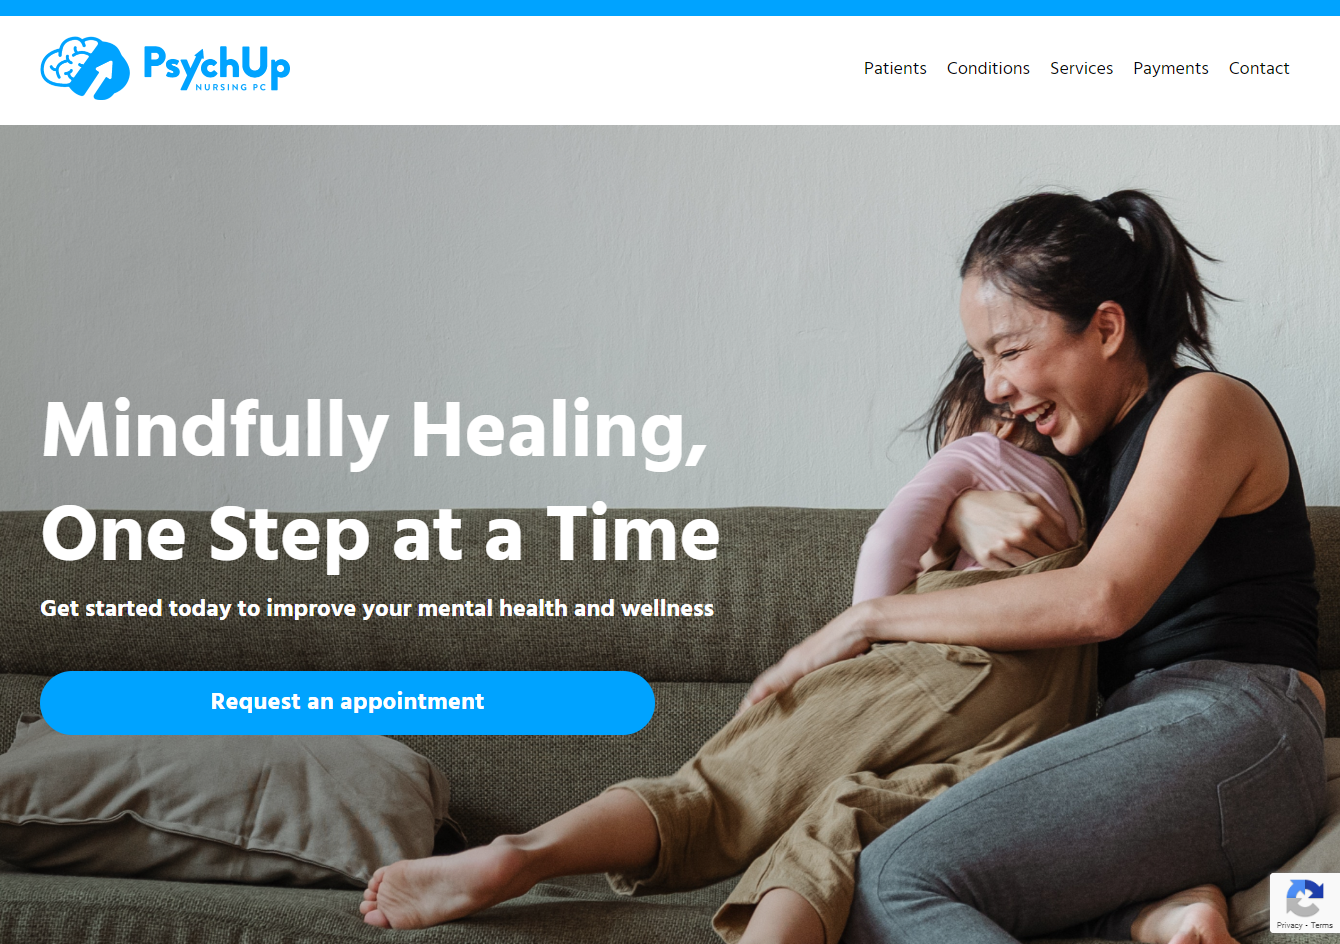 PsychUp
NURSING PC
Patients Conditions Services Payments Contact
Mindfully Healing,
One Step at a Time
Get started today to improve your mental health and wellness
Request an appointment
Privacy - Terms